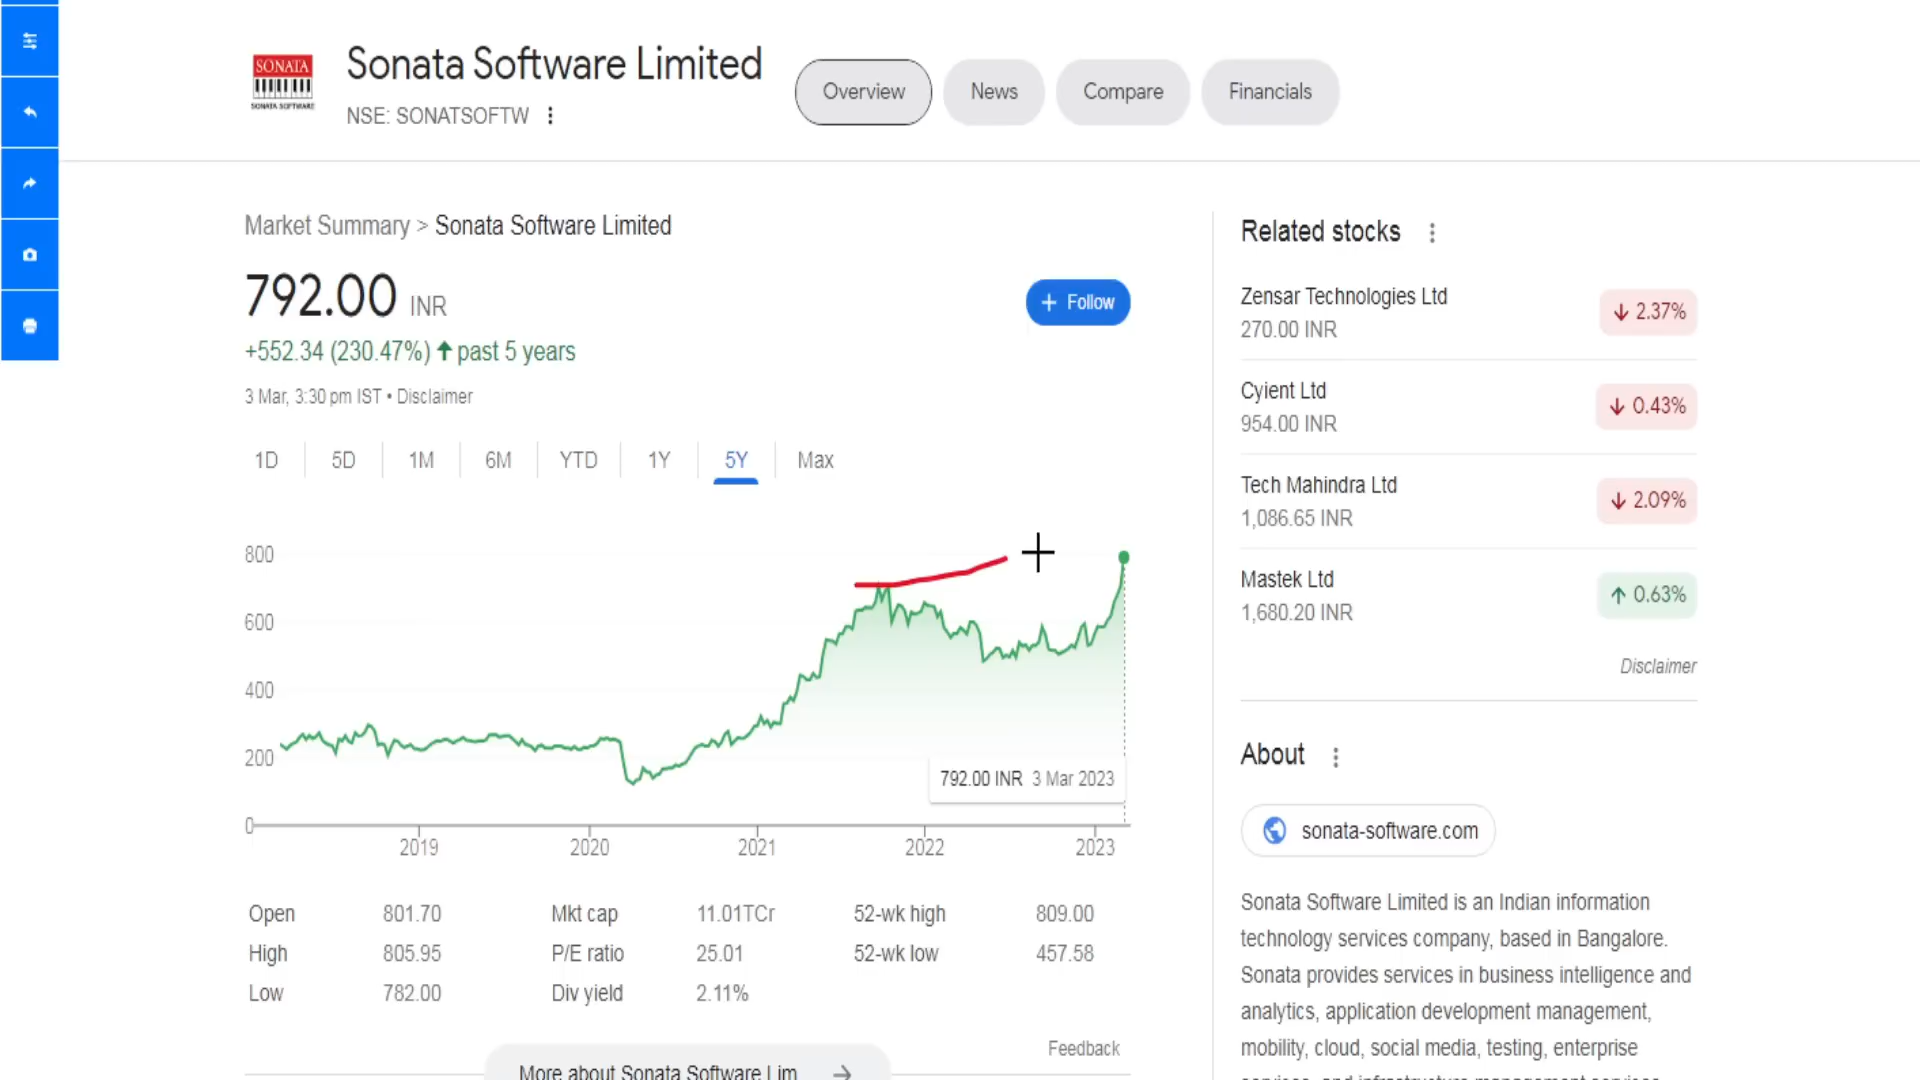 SONATA
SONATA SOFTWARE
Sonata Software Limited
NSE: SONATSOFTW
Overview
News
Compare
Financials
Market Summary > Sonata Software Limited
792.00 INR
+ Follow
+552.34 (230.47%) past 5 years
3 Mar, 3:30 pm IST • Disclaimer
1D 5D 1M 6M YTD 1Y 5Y Max
800
600
400
200
0
792.00 INR 3 Mar 2023
2019 2020 2021 2022 2023
Open 801.70 Mkt cap 11.01TCr 52-wk high 809.00
High 805.95 P/E ratio 25.01 52-wk low 457.58
Low 782.00 Div yield 2.11%
Feedback
More about Sonata Software Lim
Related stocks
Zensar Technologies Ltd
270.00 INR
2.37%
Cyient Ltd
954.00 INR
0.43%
Tech Mahindra Ltd
1,086.65 INR
2.09%
Mastek Ltd
1,680.20 INR
0.63%
Disclaimer
About
sonata-software.com
Sonata Software Limited is an Indian information
technology services company, based in Bangalore.
Sonata provides services in business intelligence and
analytics, application development management,
mobility, cloud, social media, testing, enterprise
services, and infrastructure management services